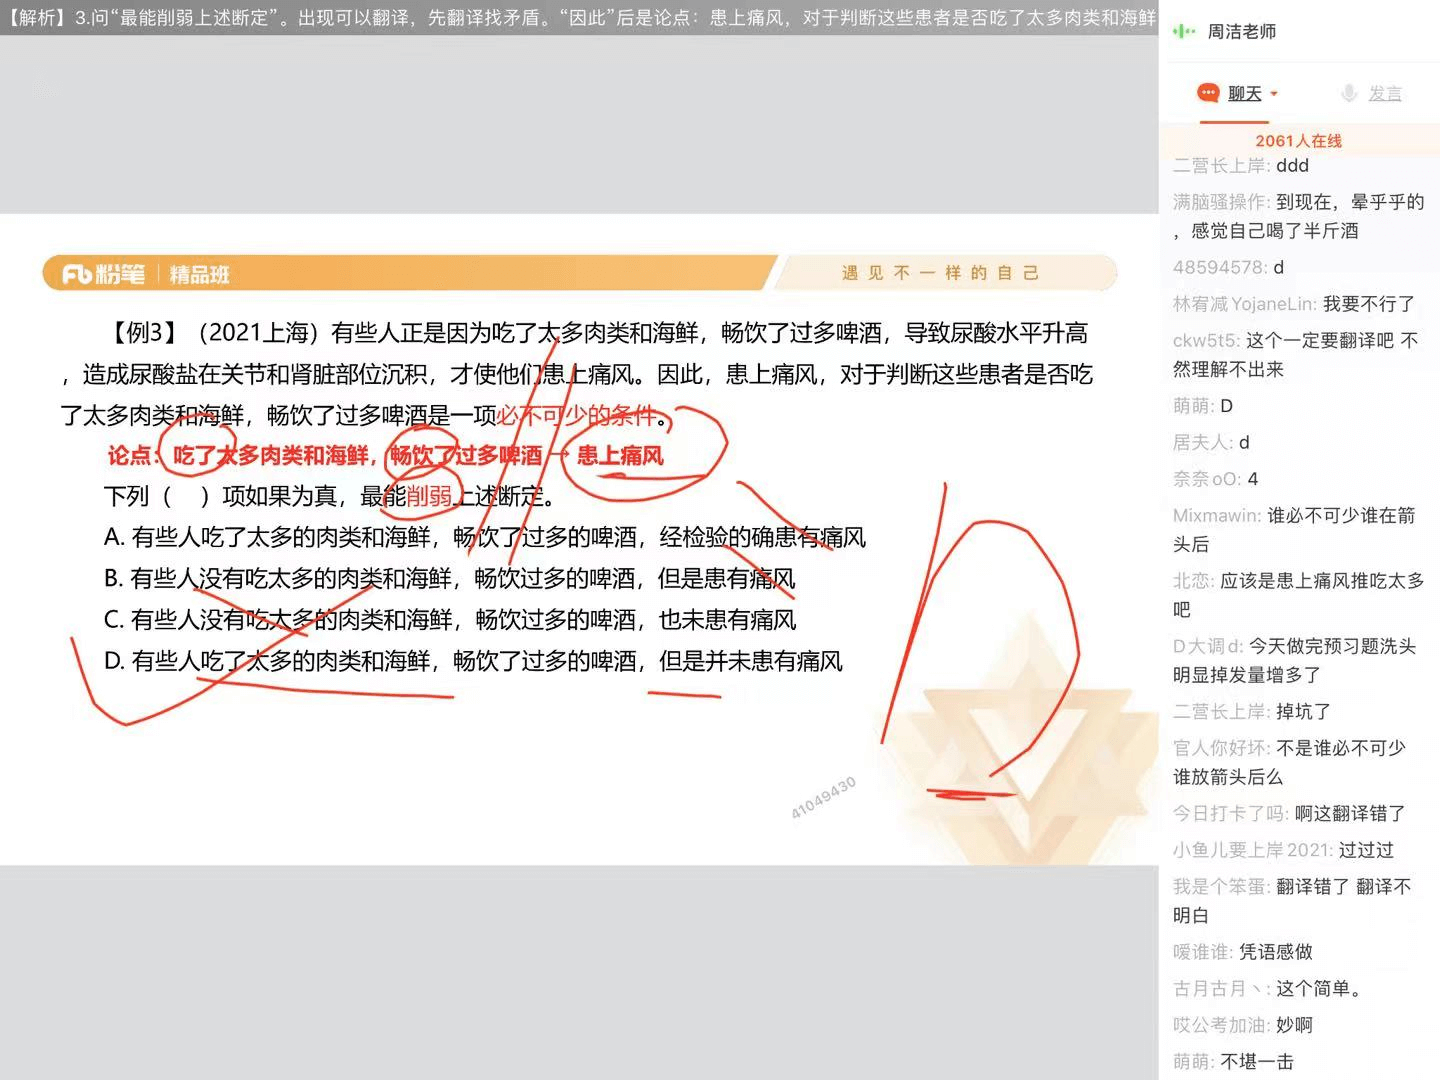 【解析】3.问“最能削弱上述断定”。出现可以翻译，先翻译找矛盾。“因此”后是论点：患上痛风，对于判断这些患者是否吃了太多肉类和海鲜
粉笔 精品班
遇见不一样的自己
【例3】（2021上海）有些人正是因为吃了太多肉类和海鲜，畅饮了过多啤酒，导致尿酸水平升高
，造成尿酸盐在关节和肾脏部位沉积，才使他们患上痛风。因此，患上痛风，对于判断这些患者是否吃
了太多肉类和海鲜，畅饮了过多啤酒是一项必不可少的条件。
论点：吃了太多肉类和海鲜，畅饮了过多啤酒 → 患上痛风
下列（ ）项如果为真，最能削弱上述断定。
A. 有些人吃了太多的肉类和海鲜，畅饮了过多的啤酒，经检验的确患有痛风
B. 有些人没有吃太多的肉类和海鲜，畅饮过多的啤酒，但是患有痛风
C. 有些人没有吃太多的肉类和海鲜，畅饮过多的啤酒，也未患有痛风
D. 有些人吃了太多的肉类和海鲜，畅饮了过多的啤酒，但是并未患有痛风
41049430
周洁老师
聊天 发言
2061人在线
二营长上岸: ddd
满脑骚操作: 到现在，晕乎乎的
，感觉自己喝了半斤酒
48594578: d
林宥减YojaneLin: 我要不行了
ckw5t5: 这个一定要翻译吧 不
然理解不出来
萌萌: D
居夫人: d
奈奈oO: 4
Mixmawin: 谁必不可少谁在箭
头后
北恋: 应该是患上痛风推吃太多
吧
D大调d: 今天做完预习题洗头
明显掉发量增多了
二营长上岸: 掉坑了
官人你好坏: 不是谁必不可少
谁放箭头后么
今日打卡了吗: 啊这翻译错了
小鱼儿要上岸2021: 过过过
我是个笨蛋: 翻译错了 翻译不
明白
嗳谁谁: 凭语感做
古月古月丶: 这个简单。
哎公考加油: 妙啊
萌萌: 不堪一击